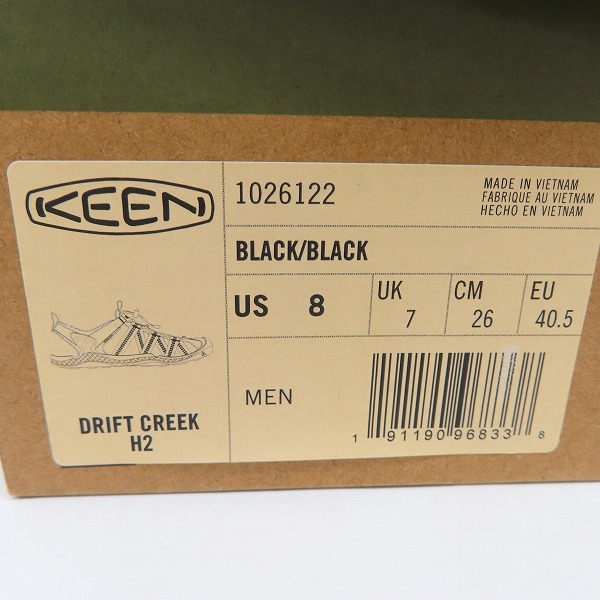 KEEN
1026122
MADE IN VIETNAM
FABRIQUE AU VIETNAM
HECHO EN VIETNAM
BLACK/BLACK
US 8
UK
7
CM
26
EU
40.5
MEN
DRIFT CREEK
H2
1 91190 96833 8